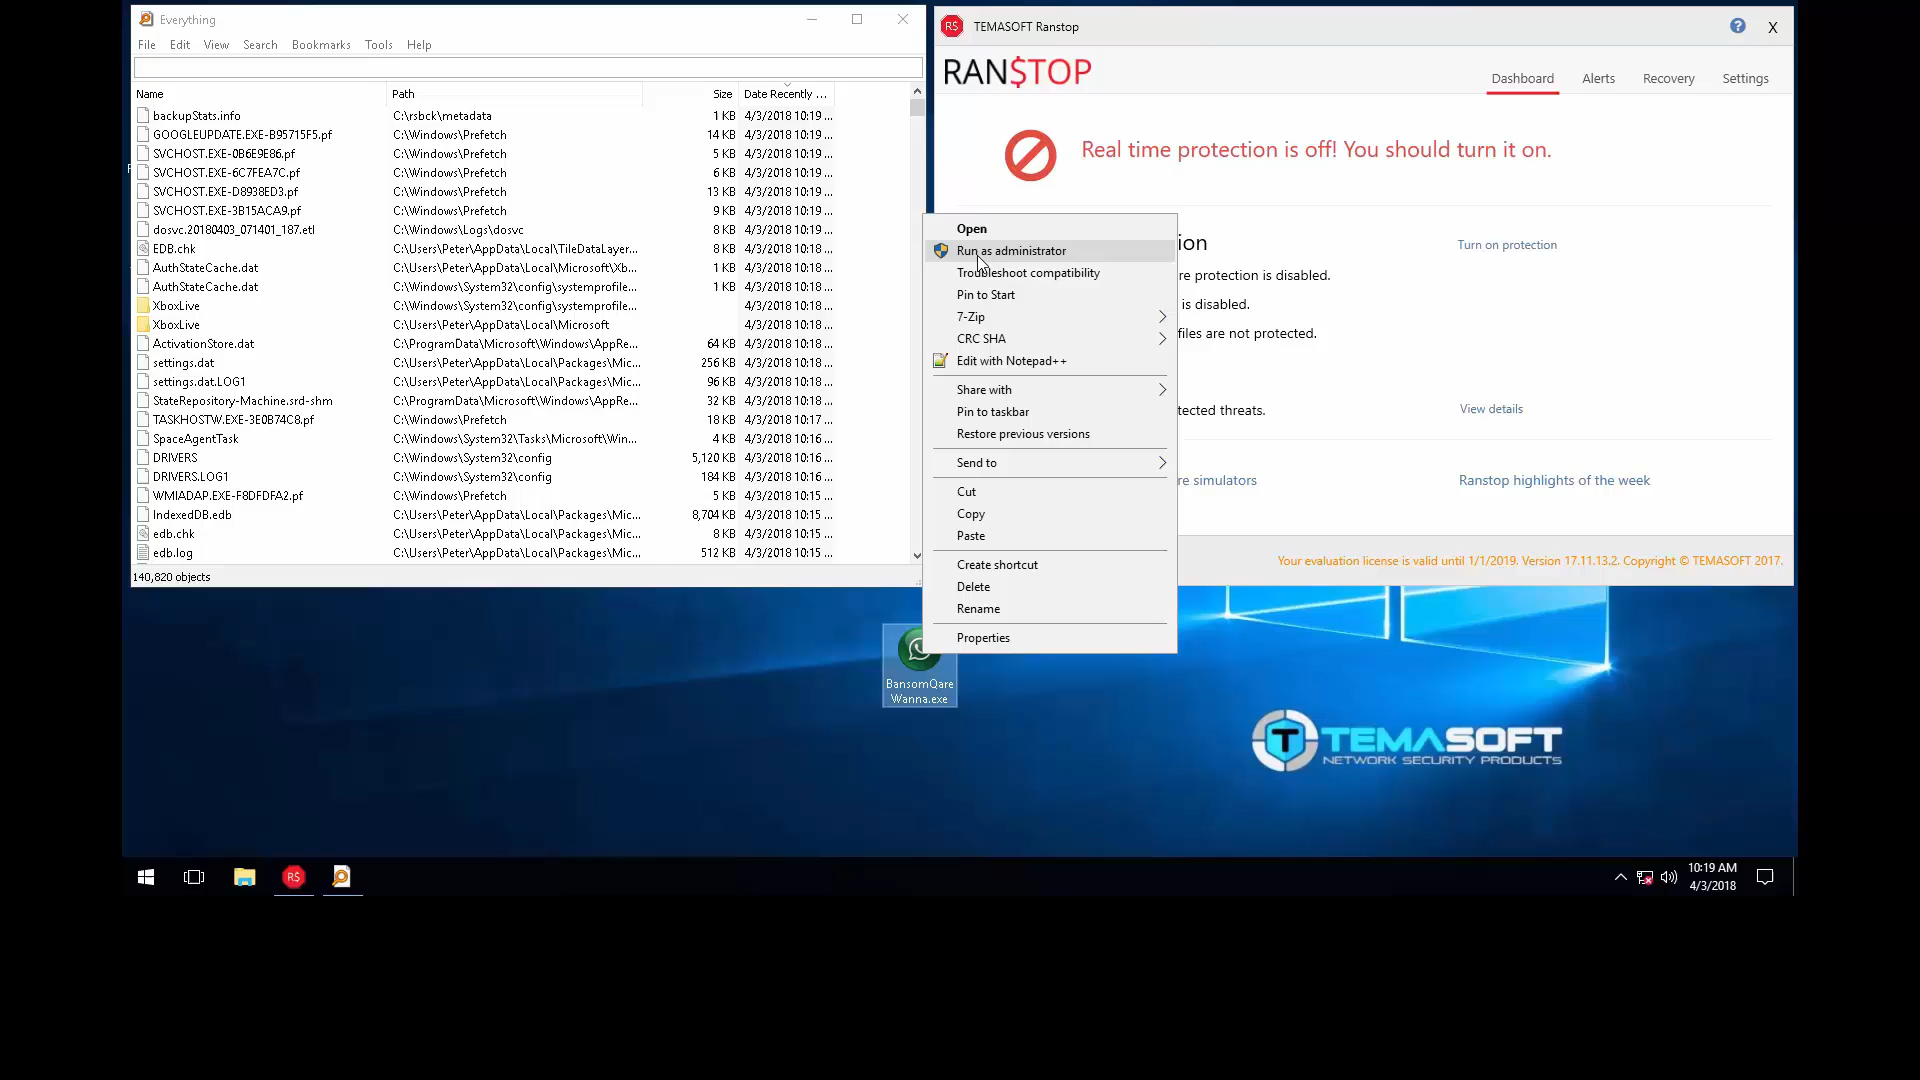 Everything
File Edit View Search Bookmarks Tools Help
Name Path Size Date Recently ...
backupStats.info C:\rsbck\metadata 1 KB 4/3/2018 10:19 ...
GOOGLEUPDATE.EXE-B95715F5.pf C:\Windows\Prefetch 14 KB 4/3/2018 10:19 ...
SVCHOST.EXE-0B6E9E86.pf C:\Windows\Prefetch 5 KB 4/3/2018 10:19 ...
SVCHOST.EXE-6C7FEA7C.pf C:\Windows\Prefetch 6 KB 4/3/2018 10:19 ...
SVCHOST.EXE-D8938ED3.pf C:\Windows\Prefetch 13 KB 4/3/2018 10:19 ...
SVCHOST.EXE-3B15ACA9.pf C:\Windows\Prefetch 9 KB 4/3/2018 10:19 ...
dosvc.20180403_071401_187.etl C:\Windows\Logs\dosvc 8 KB 4/3/2018 10:19 ...
EDB.chk C:\Users\Peter\AppData\Local\TileDataLayer... 8 KB 4/3/2018 10:18 ...
AuthStateCache.dat C:\Users\Peter\AppData\Local\Microsoft\Xb... 1 KB 4/3/2018 10:18 ...
AuthStateCache.dat C:\Windows\System32\config\systemprofile... 1 KB 4/3/2018 10:18 ...
XboxLive C:\Windows\System32\config\systemprofile... 4/3/2018 10:18 ...
XboxLive C:\Users\Peter\AppData\Local\Microsoft 4/3/2018 10:18 ...
ActivationStore.dat C:\ProgramData\Microsoft\Windows\AppRe... 64 KB 4/3/2018 10:18 ...
settings.dat C:\Users\Peter\AppData\Local\Packages\Mic... 256 KB 4/3/2018 10:18 ...
settings.dat.LOG1 C:\Users\Peter\AppData\Local\Packages\Mic... 96 KB 4/3/2018 10:18 ...
StateRepository-Machine.srd-shm C:\ProgramData\Microsoft\Windows\AppRe... 32 KB 4/3/2018 10:18 ...
TASKHOSTW.EXE-3E0B74C8.pf C:\Windows\Prefetch 18 KB 4/3/2018 10:17 ...
SpaceAgentTask C:\Windows\System32\Tasks\Microsoft\Win... 4 KB 4/3/2018 10:16 ...
DRIVERS C:\Windows\System32\config 5,120 KB 4/3/2018 10:16 ...
DRIVERS.LOG1 C:\Windows\System32\config 184 KB 4/3/2018 10:16 ...
WMIADAP.EXE-F8DFDFA2.pf C:\Windows\Prefetch 5 KB 4/3/2018 10:15 ...
IndexedDB.edb C:\Users\Peter\AppData\Local\Packages\Mic... 8,704 KB 4/3/2018 10:15 ...
edb.chk C:\Users\Peter\AppData\Local\Packages\Mic... 8 KB 4/3/2018 10:15 ...
edb.log C:\Users\Peter\AppData\Local\Packages\Mic... 512 KB 4/3/2018 10:15 ...
140,820 objects
R$ TEMASOFT Ranstop ? X
RAN$TOP
Dashboard Alerts Recovery Settings
Real time protection is off! You should turn it on.
ion Turn on protection
re protection is disabled.
is disabled.
files are not protected.
tected threats. View details
re simulators Ranstop highlights of the week
Your evaluation license is valid until 1/1/2019. Version 17.11.13.2. Copyright © TEMASOFT 2017.
Open
Run as administrator
Troubleshoot compatibility
Pin to Start
7-Zip
CRC SHA
Edit with Notepad++
Share with
Pin to taskbar
Restore previous versions
Send to
Cut
Copy
Paste
Create shortcut
Delete
Rename
Properties
BansomQare
Wanna.exe
T TEMASOFT
NETWORK SECURITY PRODUCTS
R$
10:19 AM
4/3/2018